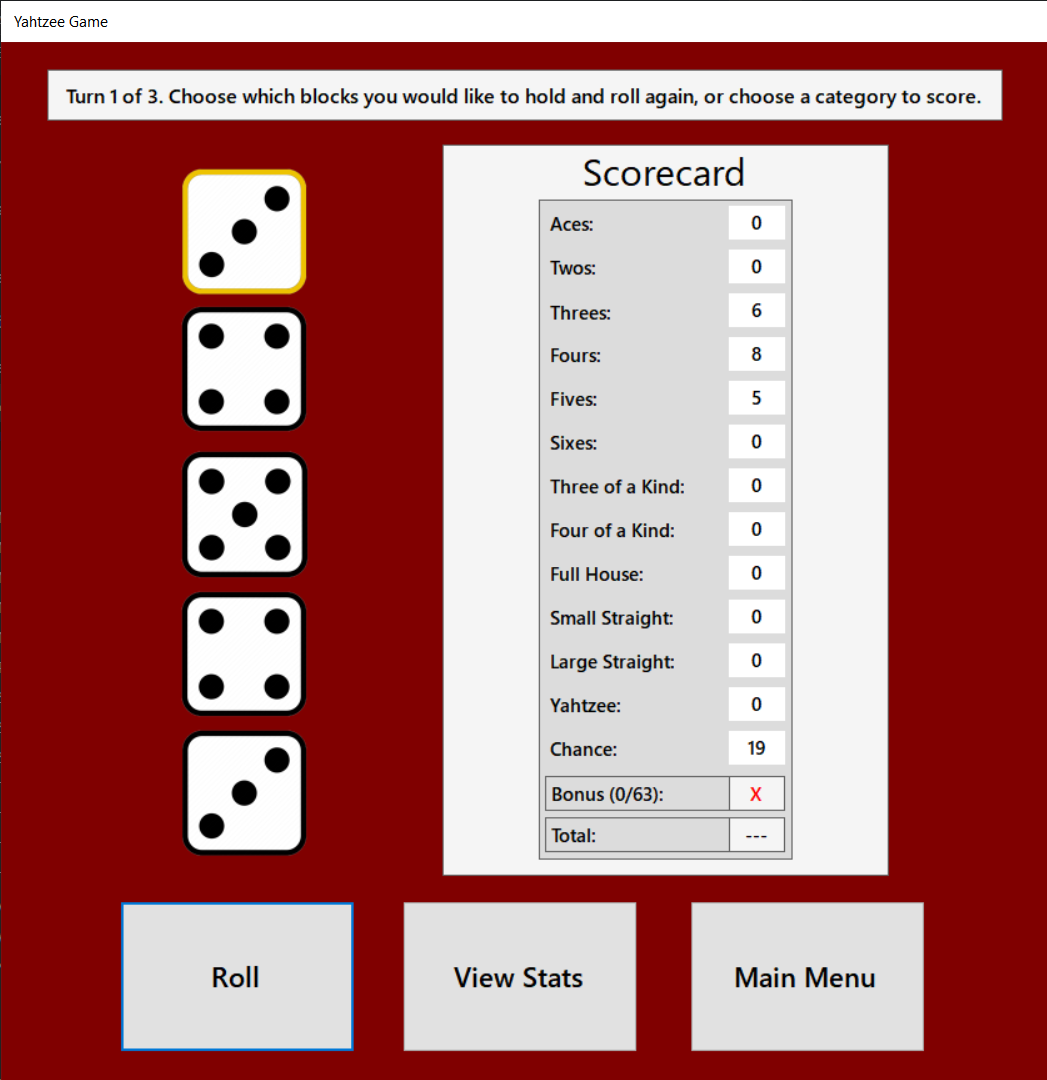 Yahtzee Game
Turn 1 of 3. Choose which blocks you would like to hold and roll again, or choose a category to score.
Scorecard
Aces: 0
Twos: 0
Threes: 6
Fours: 8
Fives: 5
Sixes: 0
Three of a Kind: 0
Four of a Kind: 0
Full House: 0
Small Straight: 0
Large Straight: 0
Yahtzee: 0
Chance: 19
Bonus (0/63): X
Total: ---
Roll View Stats Main Menu